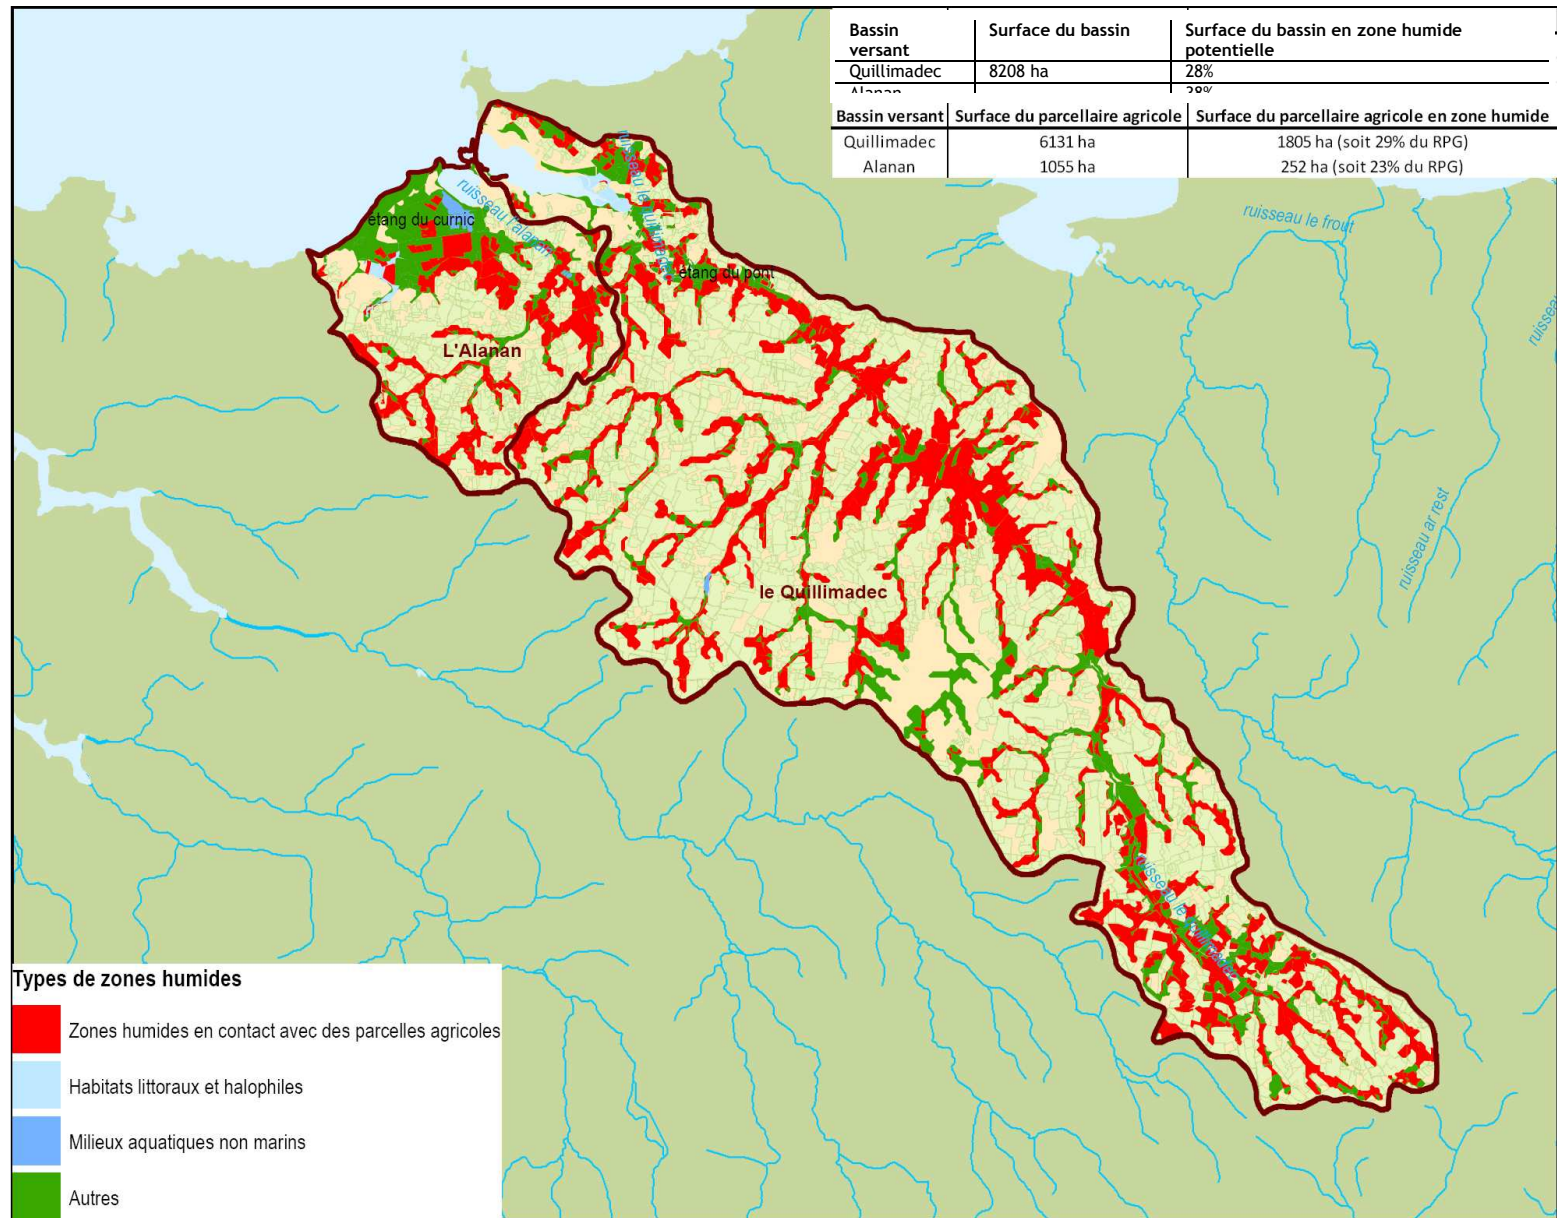 Bassin versant | Surface du bassin | Surface du bassin en zone humide potentielle
Quillimadec | 8208 ha | 28%
Alanan | 38%
Bassin versant | Surface du parcellaire agricole | Surface du parcellaire agricole en zone humide
Quillimadec | 6131 ha | 1805 ha (soit 29% du RPG)
Alanan | 1055 ha | 252 ha (soit 23% du RPG)
ruisseau le quillimadec
ruisseau l'alanan
étang du curnic
étang du pont
ruisseau le frout
ruisseau
L'Alanan
ruisseau ar rest
le Quillimadec
ruisseau le quillimadec
Types de zones humides
Zones humides en contact avec des parcelles agricoles
Habitats littoraux et halophiles
Milieux aquatiques non marins
Autres